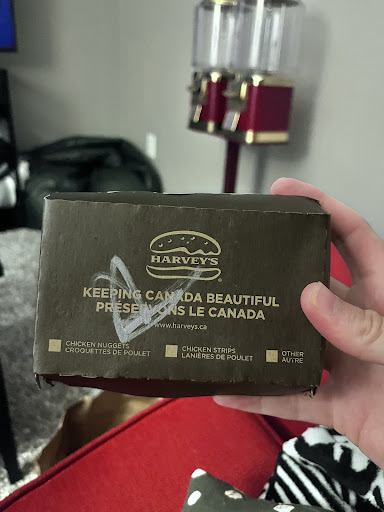 HARVEY'S
KEEPING CANADA BEAUTIFUL
PRÉSERVONS LE CANADA
www.harveys.ca
CHICKEN NUGGETS
CROQUETTES DE POULET
CHICKEN STRIPS
LANIÈRES DE POULET
OTHER
AUTRE